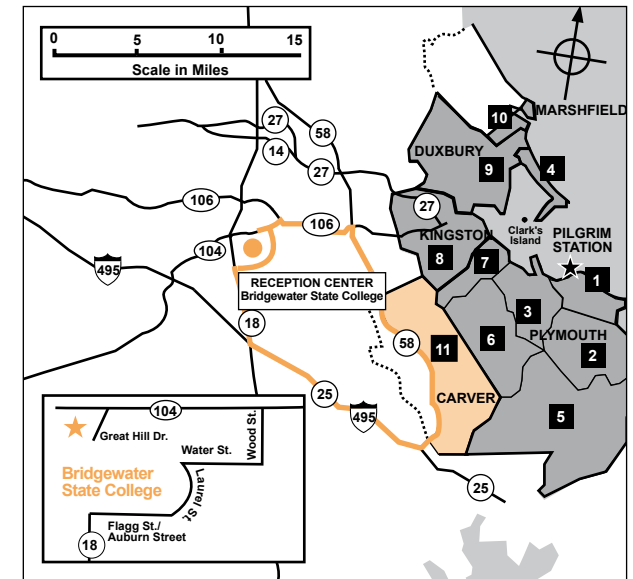 0 5 10 15
Scale in Miles
27
58
14
27
106
106
104
495
10
MARSHFIELD
DUXBURY
9
4
27
KINGSTON
Clark's
Island
PILGRIM
STATION
8
7
1
3
PLYMOUTH
6
2
RECEPTION CENTER
Bridgewater State College
18
58
11
CARVER
5
25
495
25
104
Great Hill Dr.
Wood St.
Water St.
Bridgewater
State College
Laurel St.
Flagg St./
Auburn Street
18